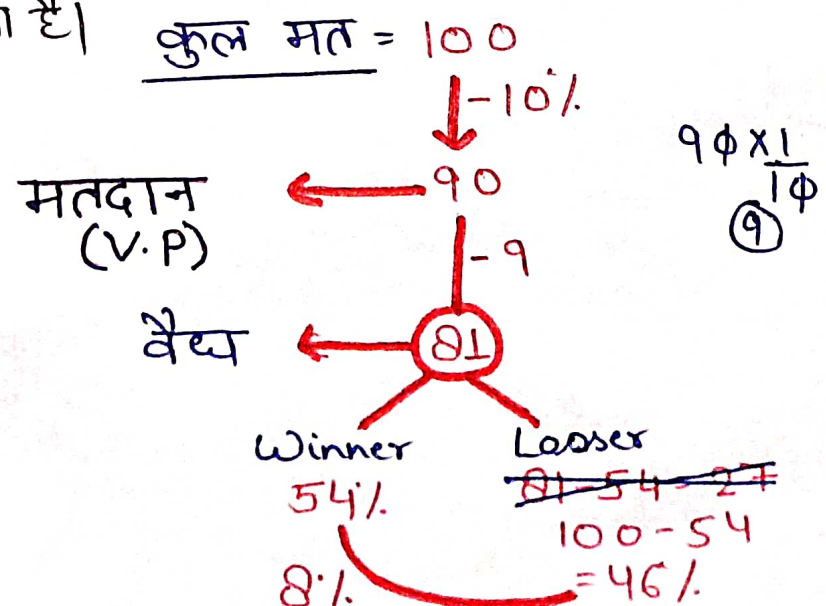 ा है।
कुल मत = 100
-10%
90 × 1/10
मतदान ← 90
(V.P)
9
-9
वैध ← 81
Winner Looser
54% 81-54=27
100-54
8% =46%